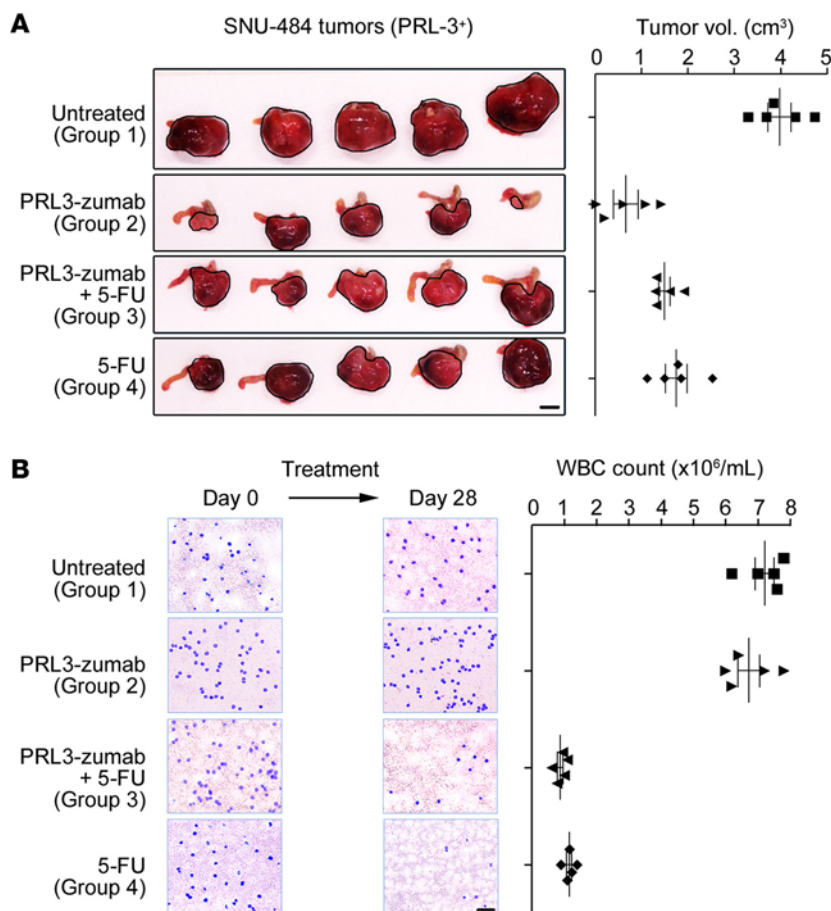 A
SNU-484 tumors (PRL-3⁺)
Tumor vol. (cm³)
0 1 2 3 4 5
Untreated
(Group 1)
PRL3-zumab
(Group 2)
PRL3-zumab
+ 5-FU
(Group 3)
5-FU
(Group 4)
B
Treatment
Day 0
Day 28
WBC count (x10⁶/mL)
0 1 2 3 4 5 6 7 8
Untreated
(Group 1)
PRL3-zumab
(Group 2)
PRL3-zumab
+ 5-FU
(Group 3)
5-FU
(Group 4)